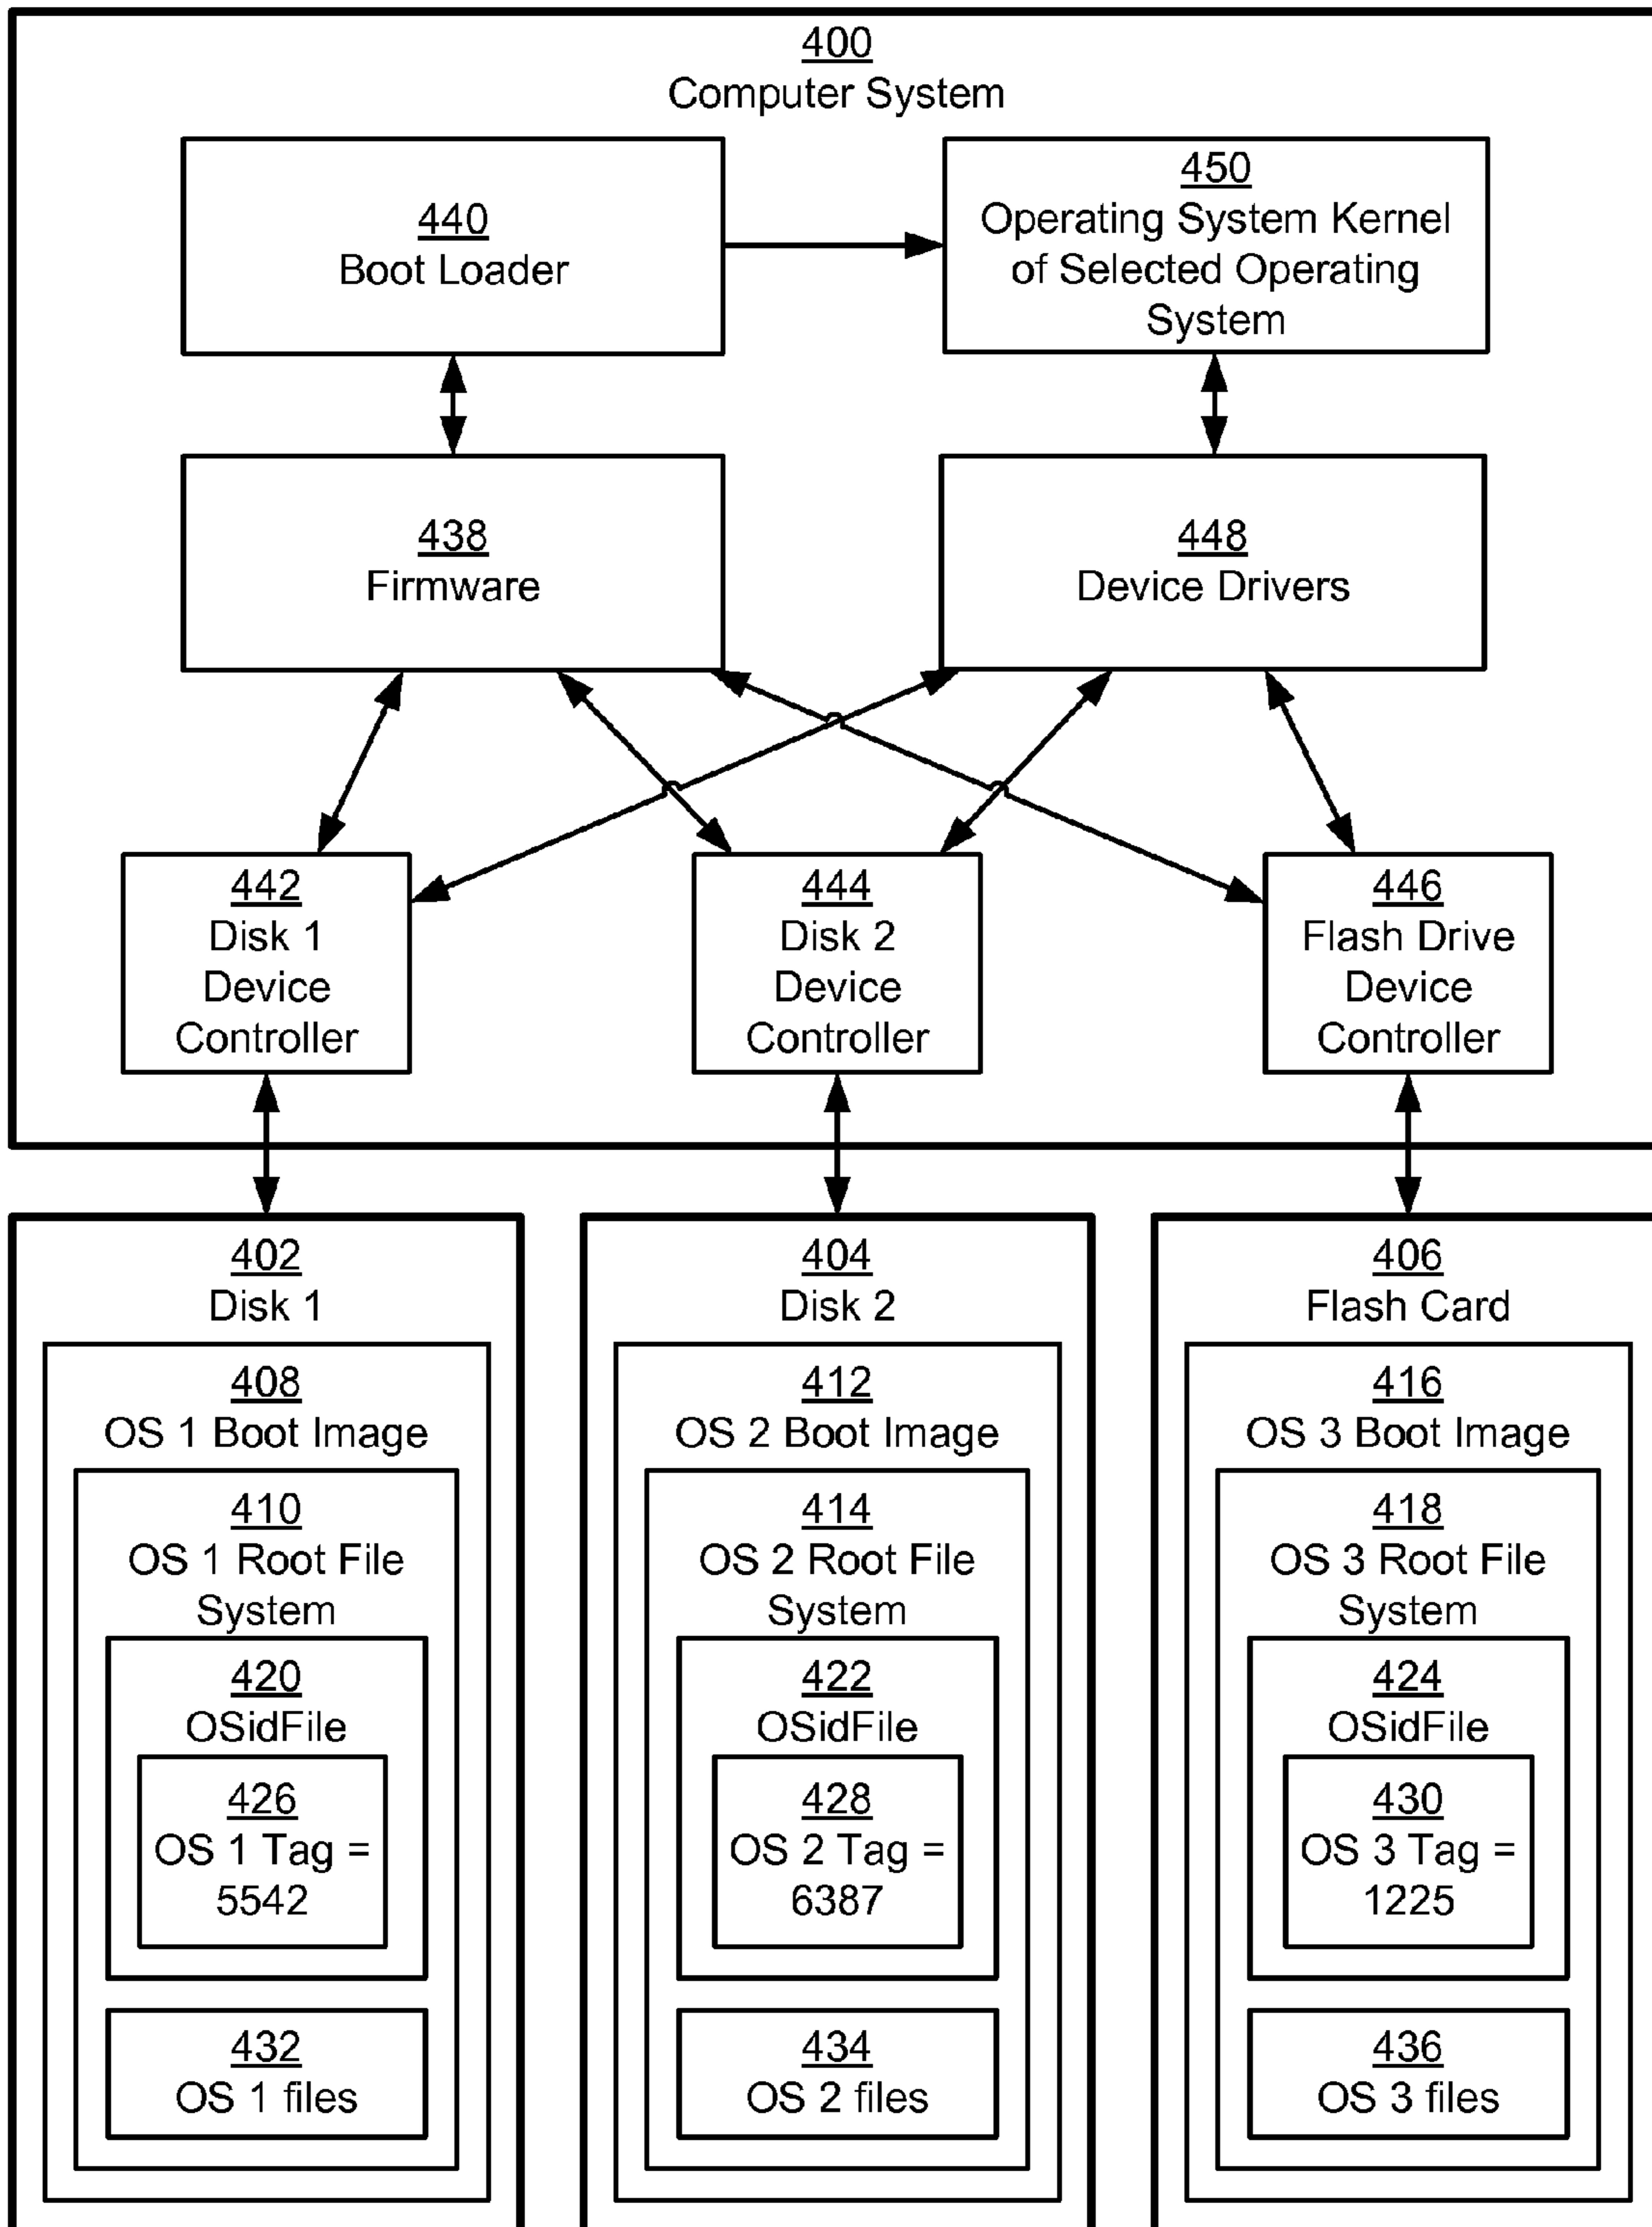 400
Computer System
440
Boot Loader
450
Operating System Kernel
of Selected Operating
System
438
Firmware
448
Device Drivers
442
Disk 1
Device
Controller
444
Disk 2
Device
Controller
446
Flash Drive
Device
Controller
402
Disk 1
408
OS 1 Boot Image
410
OS 1 Root File
System
420
OSidFile
426
OS 1 Tag =
5542
432
OS 1 files
404
Disk 2
412
OS 2 Boot Image
414
OS 2 Root File
System
422
OSidFile
428
OS 2 Tag =
6387
434
OS 2 files
406
Flash Card
416
OS 3 Boot Image
418
OS 3 Root File
System
424
OSidFile
430
OS 3 Tag =
1225
436
OS 3 files